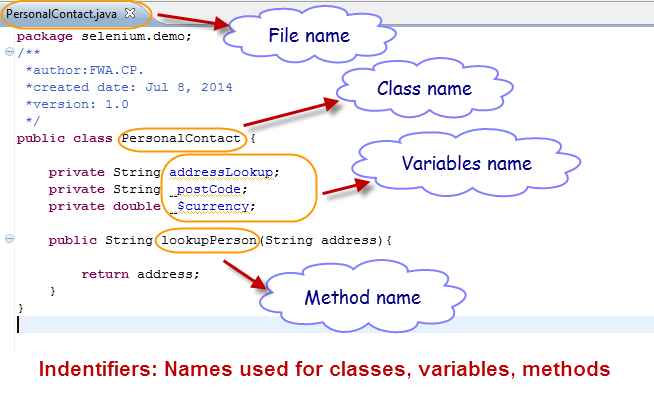 PersonalContact.java
File name
package selenium.demo;
/**
*author:FWA.CP.
*created date: Jul 8, 2014
*version: 1.0
*/
Class name
public class PersonalContact {
Variables name
private String addressLookup;
private String _postCode;
private double _$currency;
public String lookupPerson(String address){
return address;
}
Method name
}
Indentifiers: Names used for classes, variables, methods